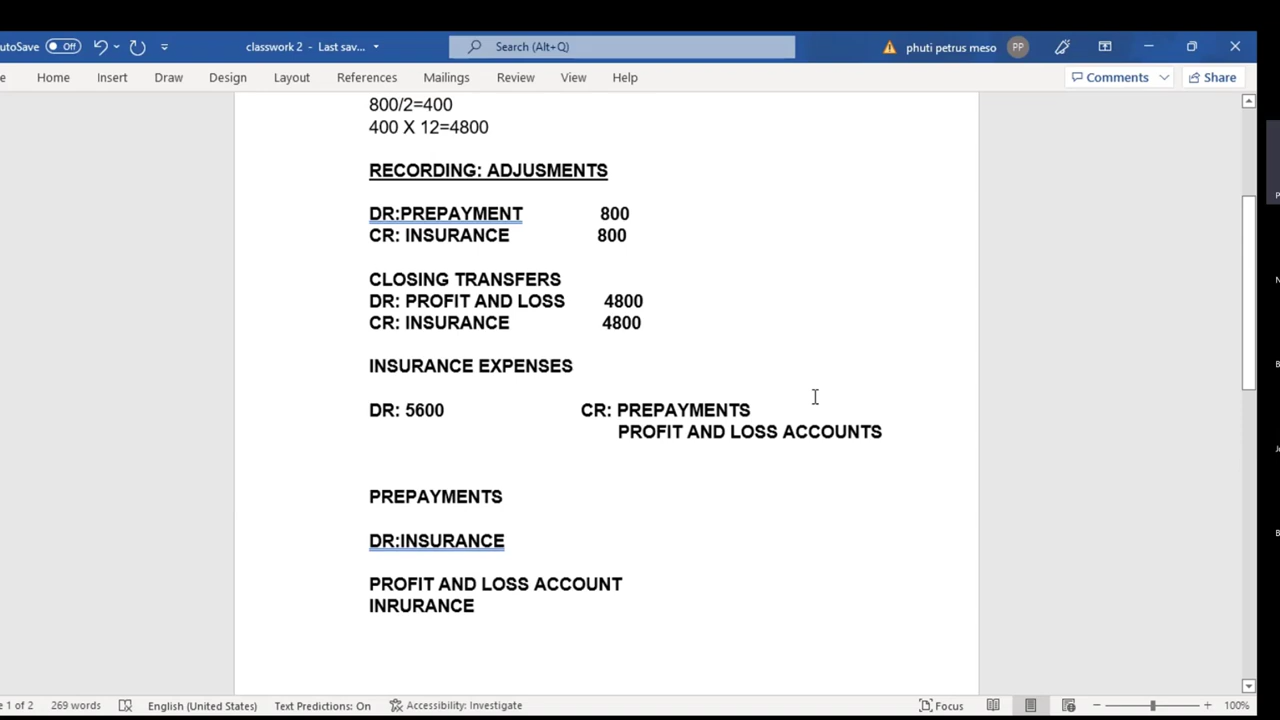 utoSave Off classwork 2 - Last sav... Search (Alt+Q) phuti petrus meso PP
e Home Insert Draw Design Layout References Mailings Review View Help Comments Share
800/2=400
400 X 12=4800
RECORDING: ADJUSMENTS
DR:PREPAYMENT 800
CR: INSURANCE 800
CLOSING TRANSFERS
DR: PROFIT AND LOSS 4800
CR: INSURANCE 4800
INSURANCE EXPENSES
DR: 5600 CR: PREPAYMENTS
PROFIT AND LOSS ACCOUNTS
PREPAYMENTS
DR:INSURANCE
PROFIT AND LOSS ACCOUNT
INRURANCE
e 1 of 2 269 words English (United States) Text Predictions: On Accessibility: Investigate Focus 100%